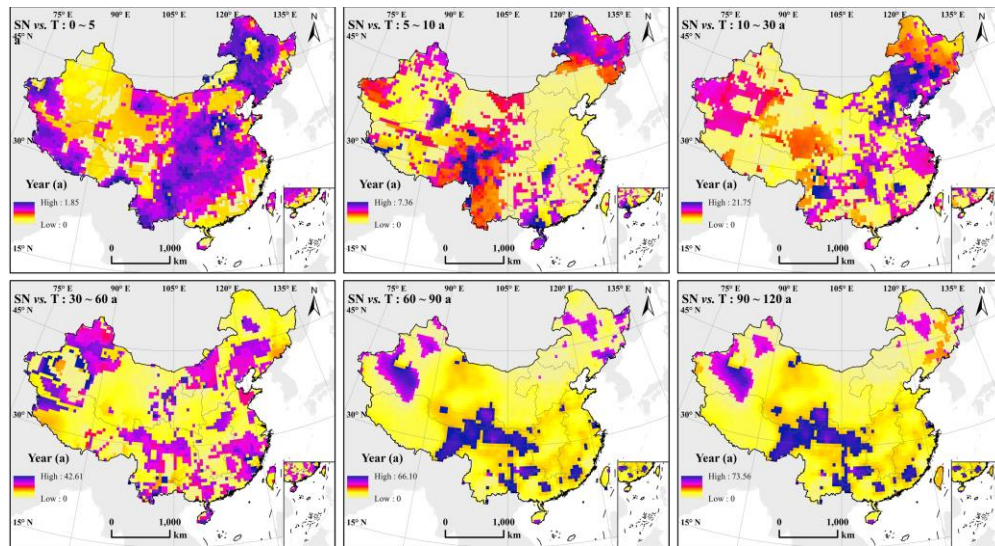 75° E 90° E 105° E 120° E 135° E
SN vs. T : 0 ~ 5
a
N
45° N
30° N
15° N
Year (a)
High : 1.85
Low : 0
0 1,000
km
75° E 90° E 105° E 120° E 135° E
SN vs. T : 5 ~ 10 a
N
45° N
30° N
15° N
Year (a)
High : 7.36
Low : 0
0 1,000
km
75° E 90° E 105° E 120° E 135° E
SN vs. T : 10 ~ 30 a
N
45° N
30° N
15° N
Year (a)
High : 21.75
Low : 0
0 1,000
km
75° E 90° E 105° E 120° E 135° E
SN vs. T : 30 ~ 60 a
N
45° N
30° N
15° N
Year (a)
High : 42.61
Low : 0
0 1,000
km
75° E 90° E 105° E 120° E 135° E
SN vs. T : 60 ~ 90 a
N
45° N
30° N
15° N
Year (a)
High : 66.10
Low : 0
0 1,000
km
75° E 90° E 105° E 120° E 135° E
SN vs. T : 90 ~ 120 a
N
45° N
30° N
15° N
Year (a)
High : 73.56
Low : 0
0 1,000
km